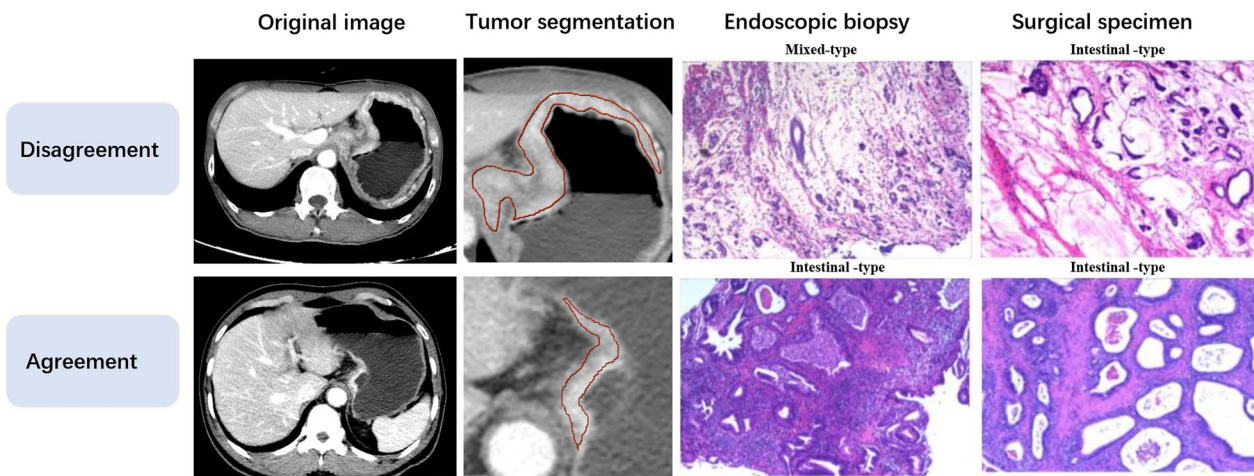 Original image
Tumor segmentation
Endoscopic biopsy
Surgical specimen
Mixed-type
Intestinal -type
Disagreement
Intestinal -type
Intestinal -type
Agreement